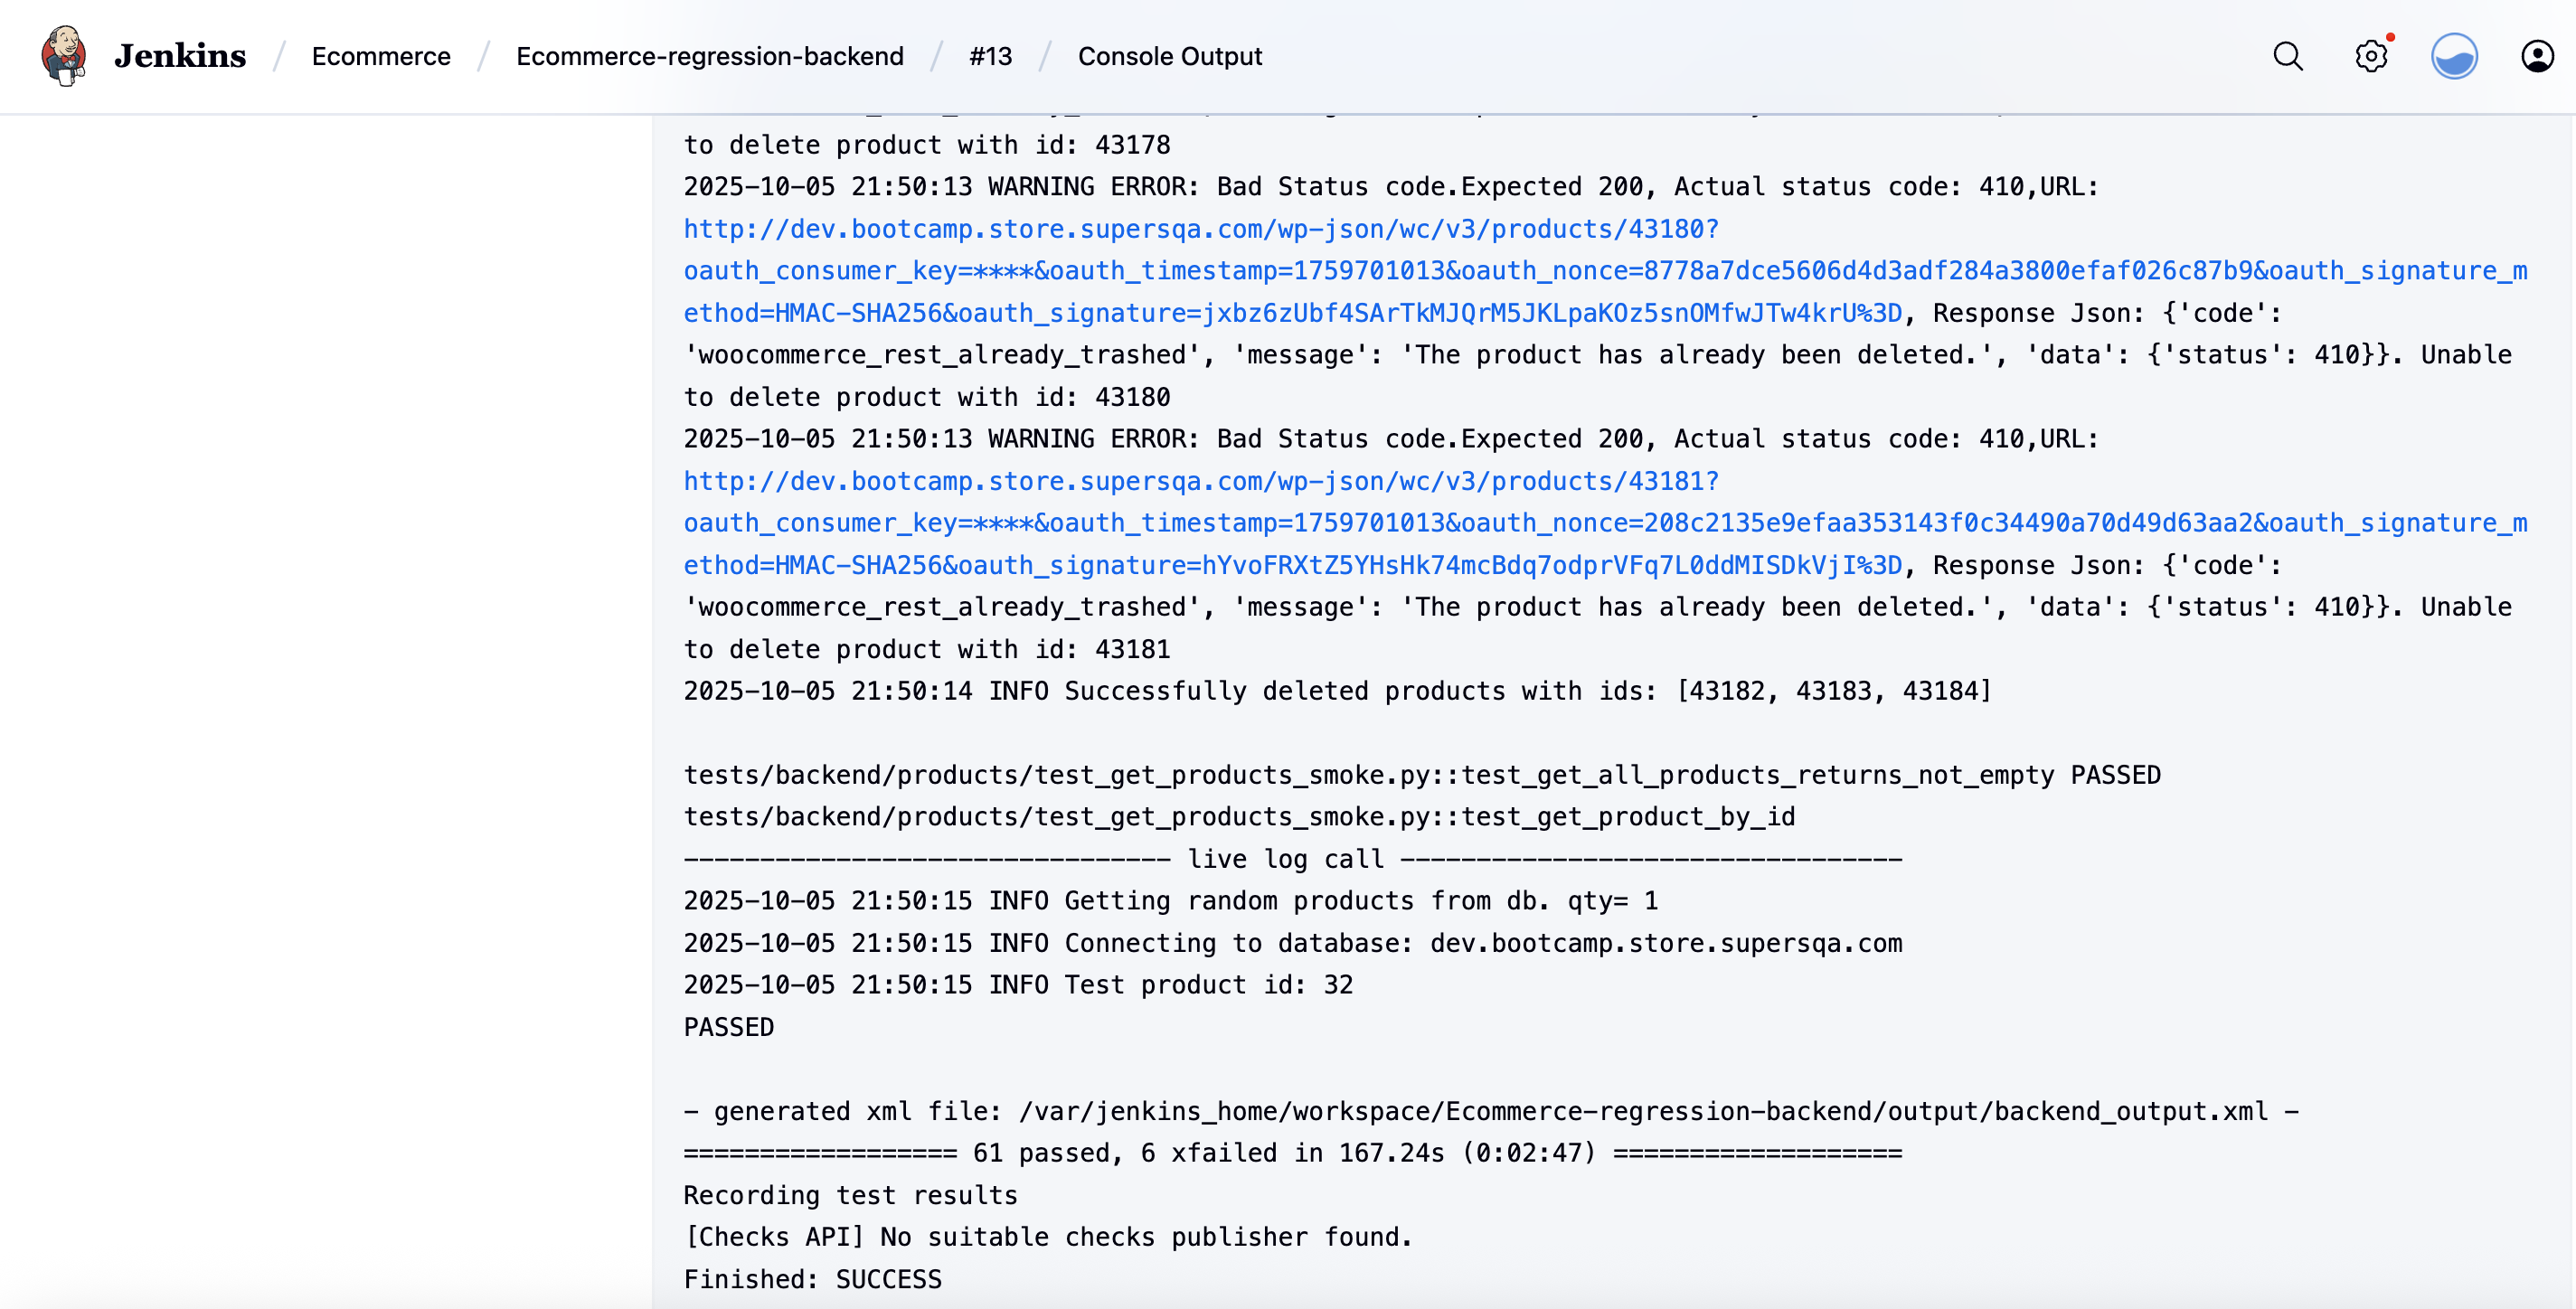 Jenkins / Ecommerce / Ecommerce-regression-backend / #13 / Console Output
to delete product with id: 43178
2025-10-05 21:50:13 WARNING ERROR: Bad Status code.Expected 200, Actual status code: 410,URL:
http://dev.bootcamp.store.supersqa.com/wp-json/wc/v3/products/43180?
oauth_consumer_key=****&oauth_timestamp=1759701013&oauth_nonce=8778a7dce5606d4d3adf284a3800efaf026c87b9&oauth_signature_m
ethod=HMAC-SHA256&oauth_signature=jxbz6zUbf4SArTkMJQrM5JKLpaKOz5snOMfwJTw4krU%3D, Response Json: {'code':
'woocommerce_rest_already_trashed', 'message': 'The product has already been deleted.', 'data': {'status': 410}}. Unable
to delete product with id: 43180
2025-10-05 21:50:13 WARNING ERROR: Bad Status code.Expected 200, Actual status code: 410,URL:
http://dev.bootcamp.store.supersqa.com/wp-json/wc/v3/products/43181?
oauth_consumer_key=****&oauth_timestamp=1759701013&oauth_nonce=208c2135e9efaa353143f0c34490a70d49d63aa2&oauth_signature_m
ethod=HMAC-SHA256&oauth_signature=hYvoFRXtZ5YHsHk74mcBdq7odprVFq7L0ddMISDkVjI%3D, Response Json: {'code':
'woocommerce_rest_already_trashed', 'message': 'The product has already been deleted.', 'data': {'status': 410}}. Unable
to delete product with id: 43181
2025-10-05 21:50:14 INFO Successfully deleted products with ids: [43182, 43183, 43184]
tests/backend/products/test_get_products_smoke.py::test_get_all_products_returns_not_empty PASSED
tests/backend/products/test_get_products_smoke.py::test_get_product_by_id
-------------------------------- live log call ---------------------------------
2025-10-05 21:50:15 INFO Getting random products from db. qty= 1
2025-10-05 21:50:15 INFO Connecting to database: dev.bootcamp.store.supersqa.com
2025-10-05 21:50:15 INFO Test product id: 32
PASSED
- generated xml file: /var/jenkins_home/workspace/Ecommerce-regression-backend/output/backend_output.xml -
================== 61 passed, 6 xfailed in 167.24s (0:02:47) ===================
Recording test results
[Checks API] No suitable checks publisher found.
Finished: SUCCESS